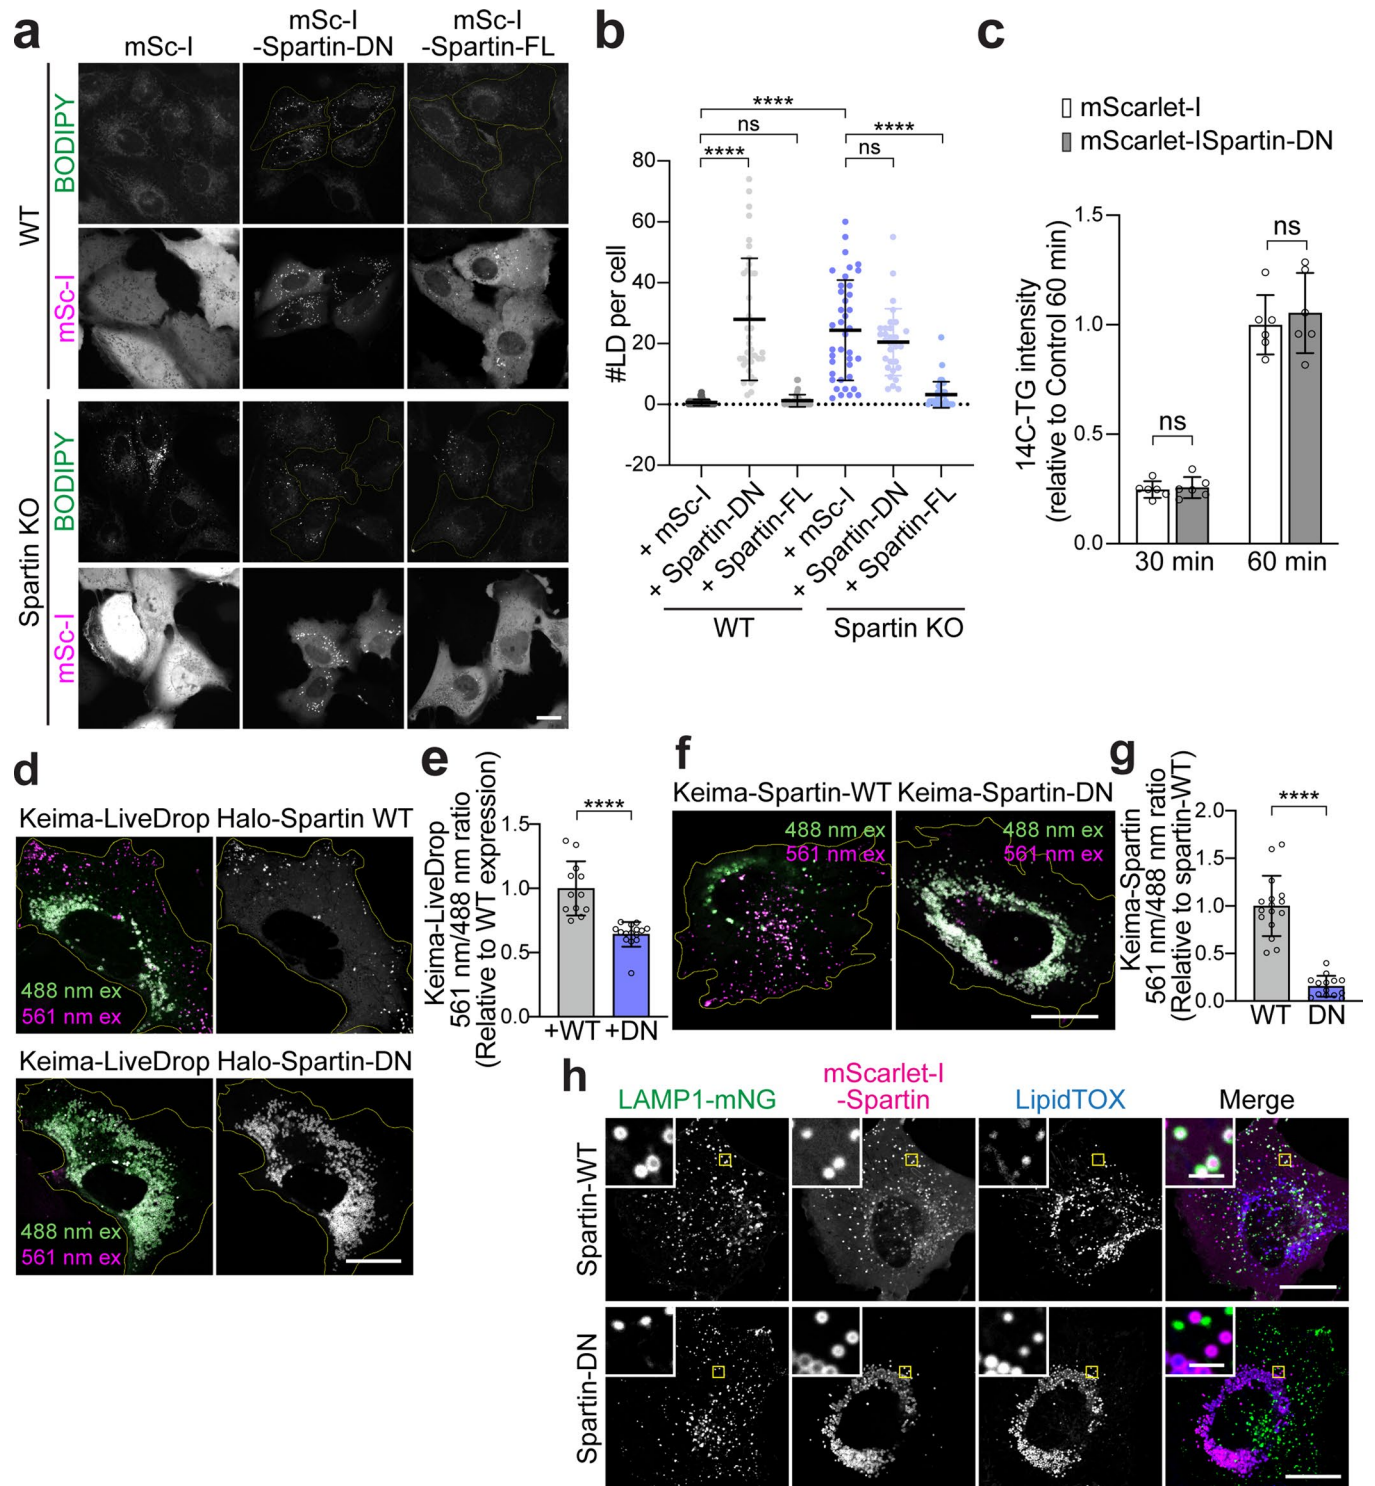 a
mSc-I
mSc-I
-Spartin-DN
mSc-I
-Spartin-FL
WT
BODIPY
mSc-I
Spartin KO
BODIPY
mSc-I
b
****
ns
****
****
ns
#LD per cell
80
60
40
20
0
-20
+ mSc-I
+ Spartin-DN
+ Spartin-FL
+ mSc-I
+ Spartin-DN
+ Spartin-FL
WT
Spartin KO
c
mScarlet-I
mScarlet-ISpartin-DN
14C-TG intensity
(relative to Control 60 min)
1.5
1.0
0.5
0.0
ns
ns
30 min
60 min
d
Keima-LiveDrop
Halo-Spartin WT
488 nm ex
561 nm ex
Keima-LiveDrop
Halo-Spartin-DN
488 nm ex
561 nm ex
e
Keima-LiveDrop
561 nm/488 nm ratio
(Relative to WT expression)
1.5
1.0
0.5
0.0
****
+WT
+DN
f
Keima-Spartin-WT
Keima-Spartin-DN
488 nm ex
561 nm ex
488 nm ex
561 nm ex
g
Keima-Spartin
561 nm/488 nm ratio
(Relative to spartin-WT)
2.0
1.5
1.0
0.5
0.0
****
WT
DN
h
LAMP1-mNG
mScarlet-I
-Spartin
LipidTOX
Merge
Spartin-WT
Spartin-DN